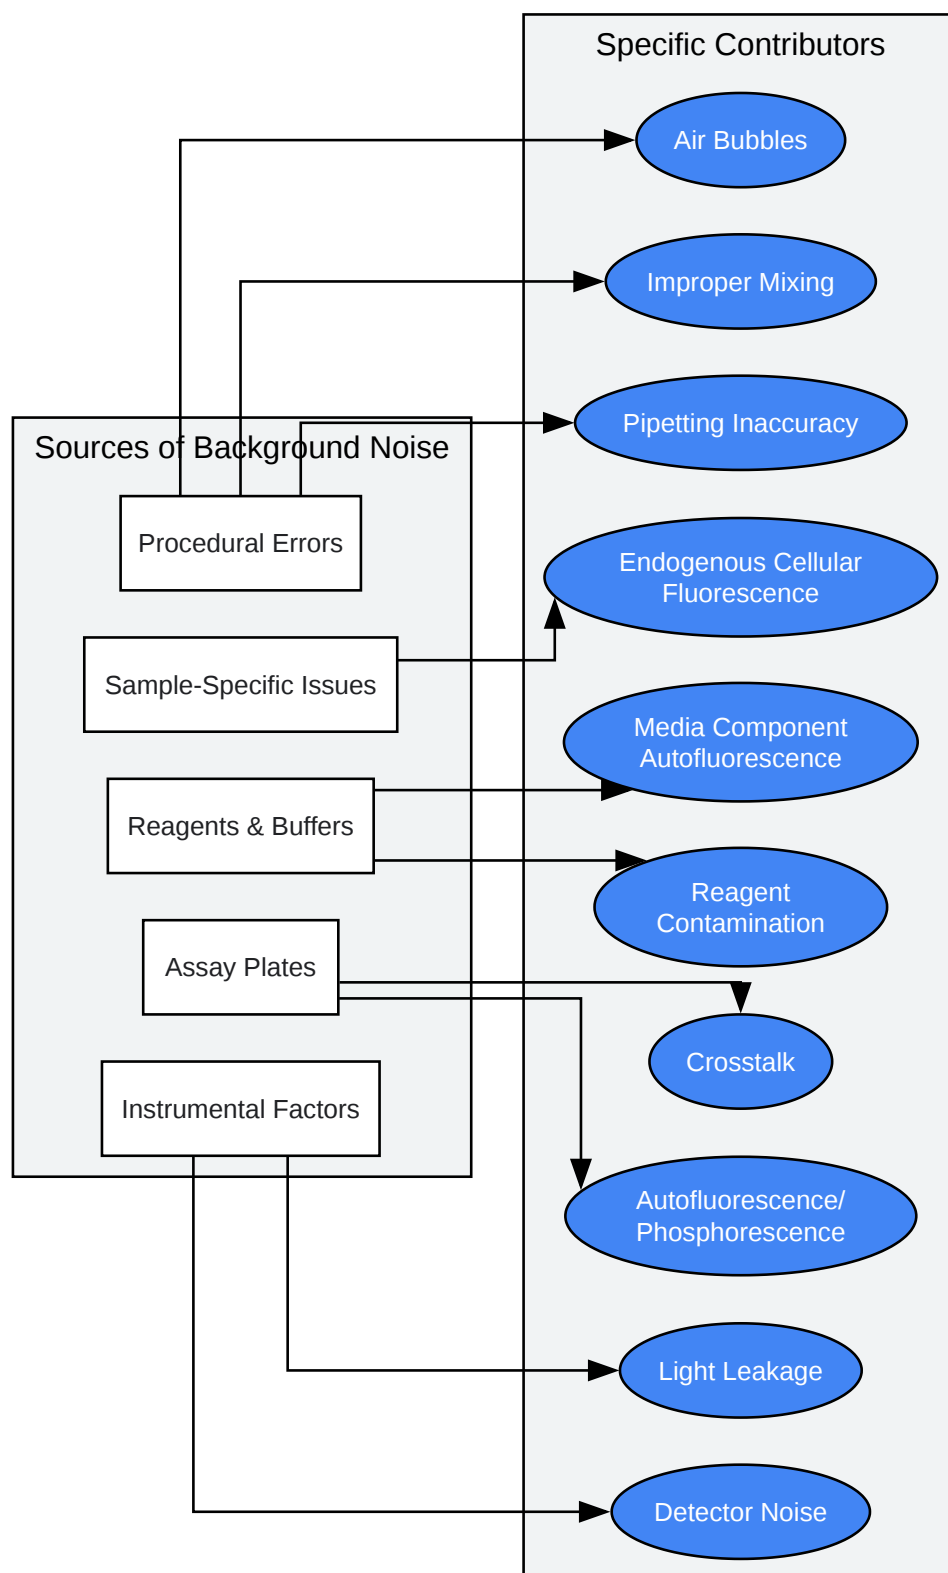 Specific Contributors
Air Bubbles
Improper Mixing
Pipetting Inaccuracy
Endogenous Cellular
Fluorescence
Media Component
Autofluorescence
Reagent
Contamination
Crosstalk
Autofluorescence/
Phosphorescence
Light Leakage
Detector Noise
Sources of Background Noise
Procedural Errors
Sample-Specific Issues
Reagents & Buffers
Assay Plates
Instrumental Factors